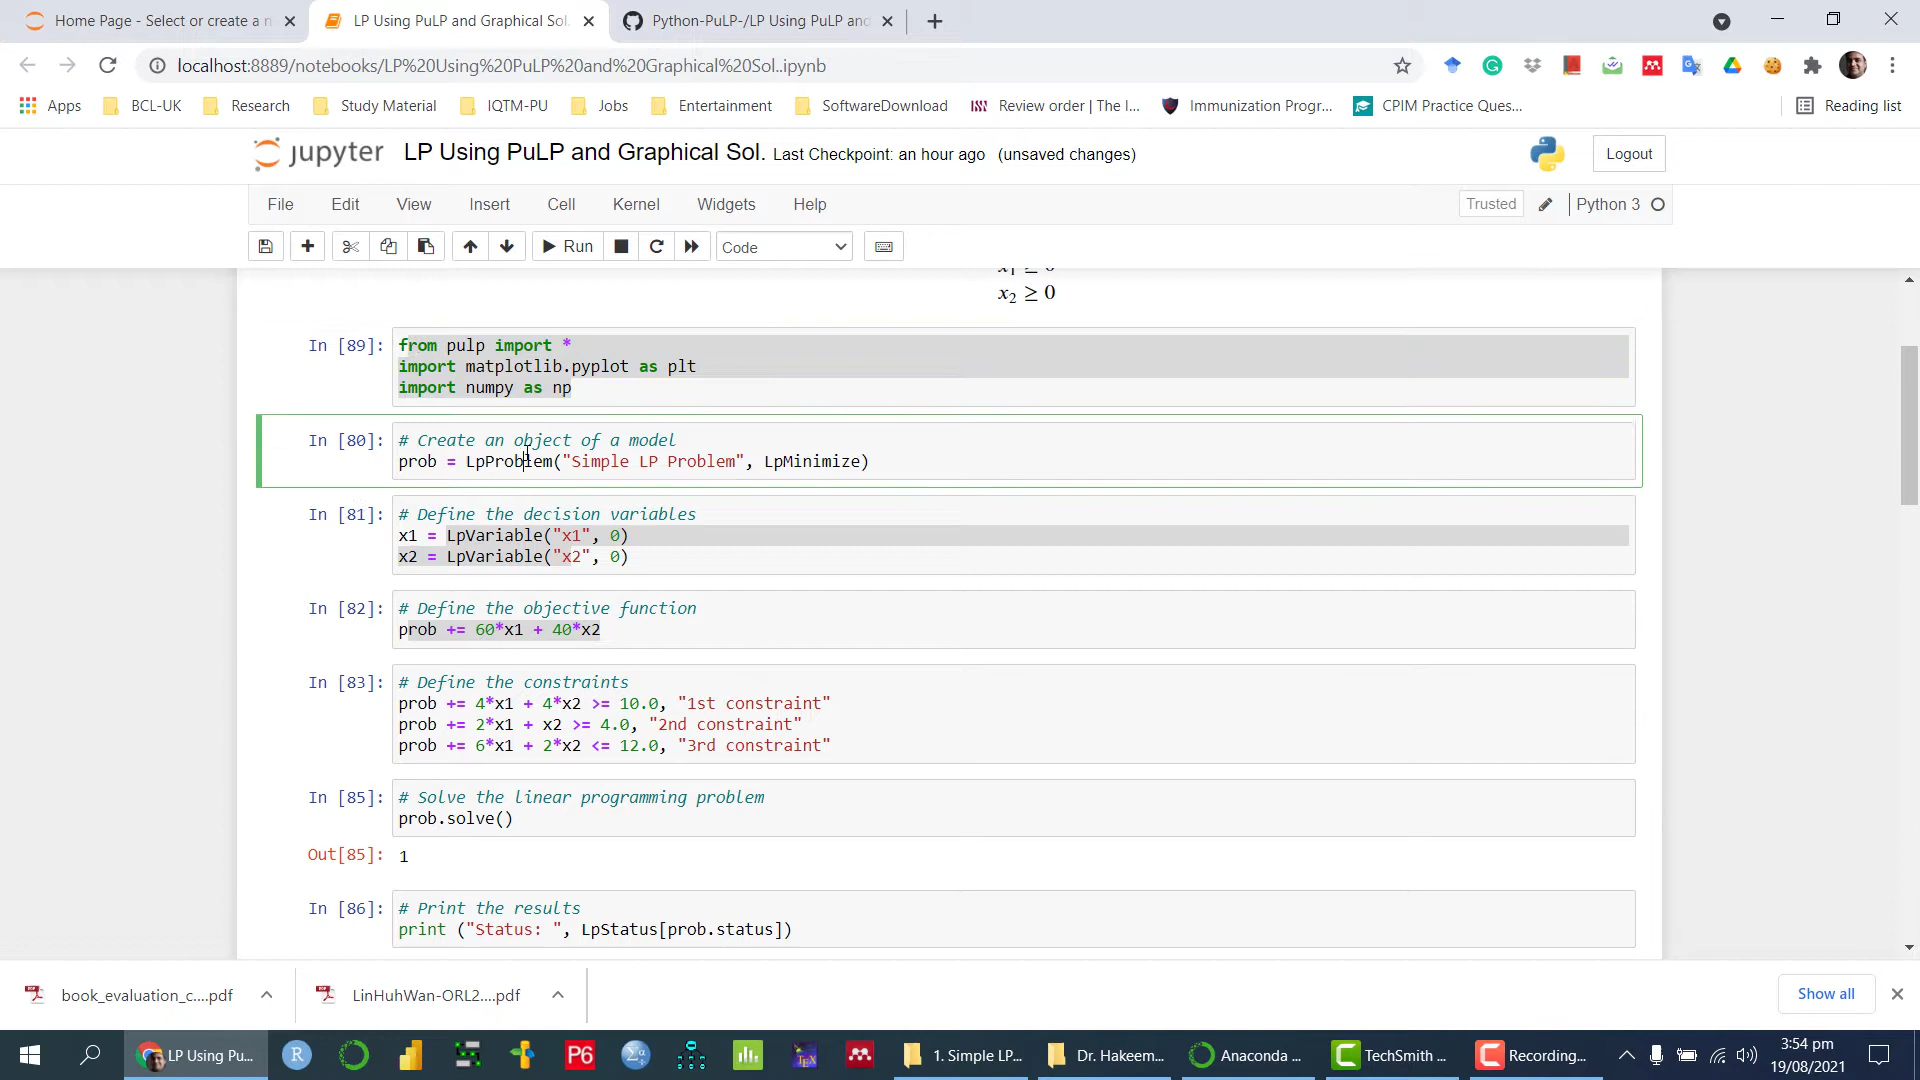 Home Page - Select or create a n
LP Using PuLP and Graphical Sol.
Python-PuLP-/LP Using PuLP and
localhost:8889/notebooks/LP%20Using%20PuLP%20and%20Graphical%20Sol..ipynb
Apps
BCL-UK
Research
Study Material
IQTM-PU
Jobs
Entertainment
SoftwareDownload
Review order | The I...
Immunization Progr...
CPIM Practice Ques...
Reading list
jupyter LP Using PuLP and Graphical Sol. Last Checkpoint: an hour ago (unsaved changes)
Logout
File Edit View Insert Cell Kernel Widgets Help
Trusted Python 3
Run Code
x2 ≥ 0
In [89]: from pulp import *
import matplotlib.pyplot as plt
import numpy as np
In [80]: # Create an object of a model
prob = LpProblem("Simple LP Problem", LpMinimize)
In [81]: # Define the decision variables
x1 = LpVariable("x1", 0)
x2 = LpVariable("x2", 0)
In [82]: # Define the objective function
prob += 60*x1 + 40*x2
In [83]: # Define the constraints
prob += 4*x1 + 4*x2 >= 10.0, "1st constraint"
prob += 2*x1 + x2 >= 4.0, "2nd constraint"
prob += 6*x1 + 2*x2 <= 12.0, "3rd constraint"
In [85]: # Solve the linear programming problem
prob.solve()
Out[85]: 1
In [86]: # Print the results
print ("Status: ", LpStatus[prob.status])
book_evaluation_c....pdf
LinHuhWan-ORL2....pdf
Show all
LP Using Pu...
R
P6
1. Simple LP...
Dr. Hakeem...
Anaconda ...
TechSmith ...
Recording...
3:54 pm
19/08/2021